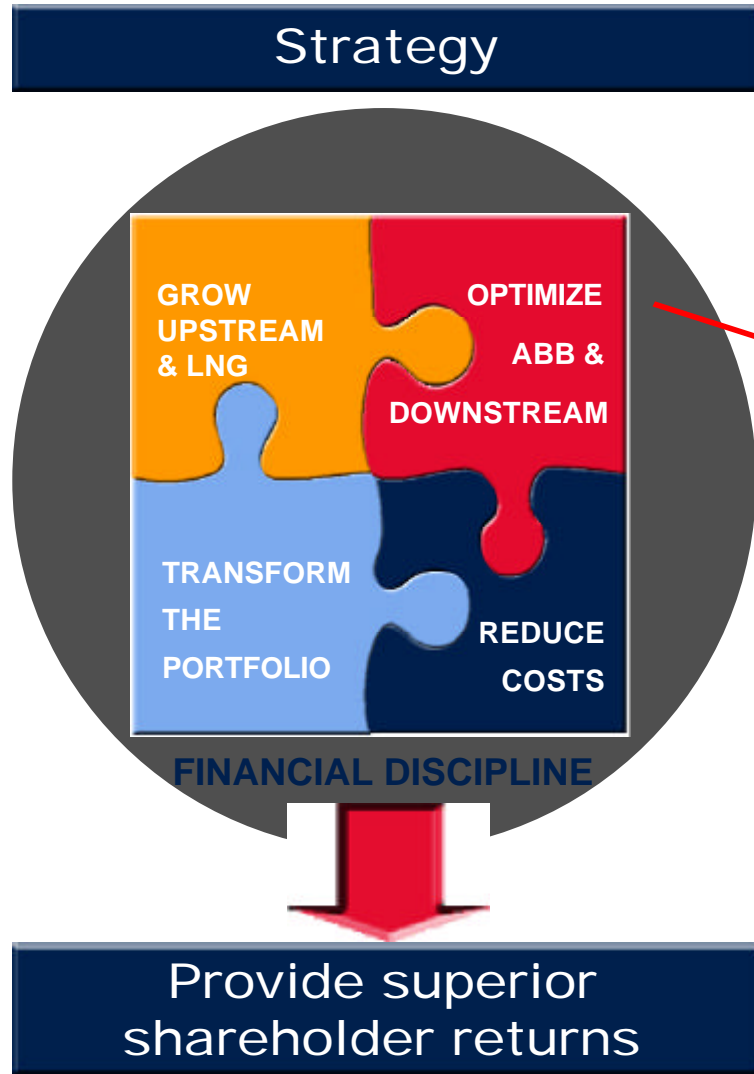 Strategy
GROW
UPSTREAM
& LNG
OPTIMIZE
ABB &
DOWNSTREAM
TRANSFORM
THE
PORTFOLIO
REDUCE
COSTS
FINANCIAL DISCIPLINE
Provide superior
shareholder returns